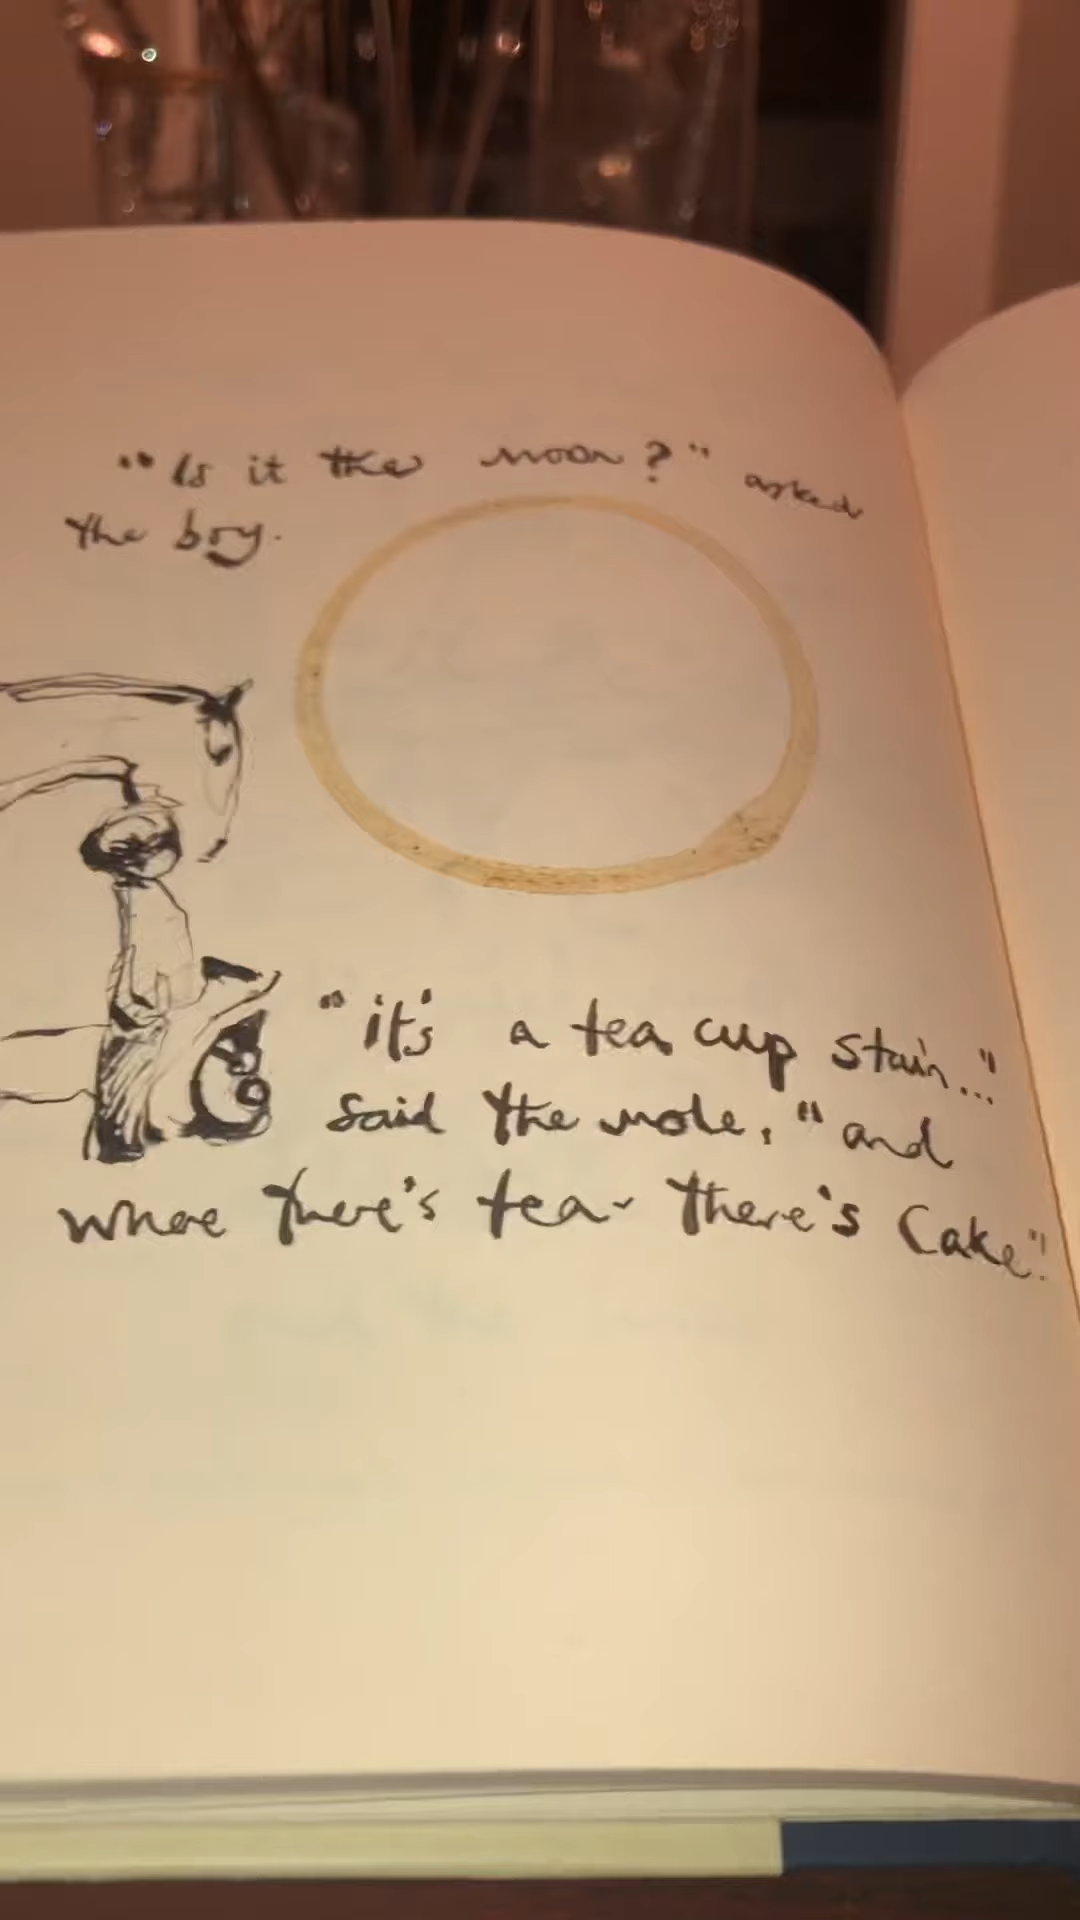 "Is it the moon?" asked
the boy.
"it's a tea cup stain..."
said the mole, "and
where there's tea - there's Cake".